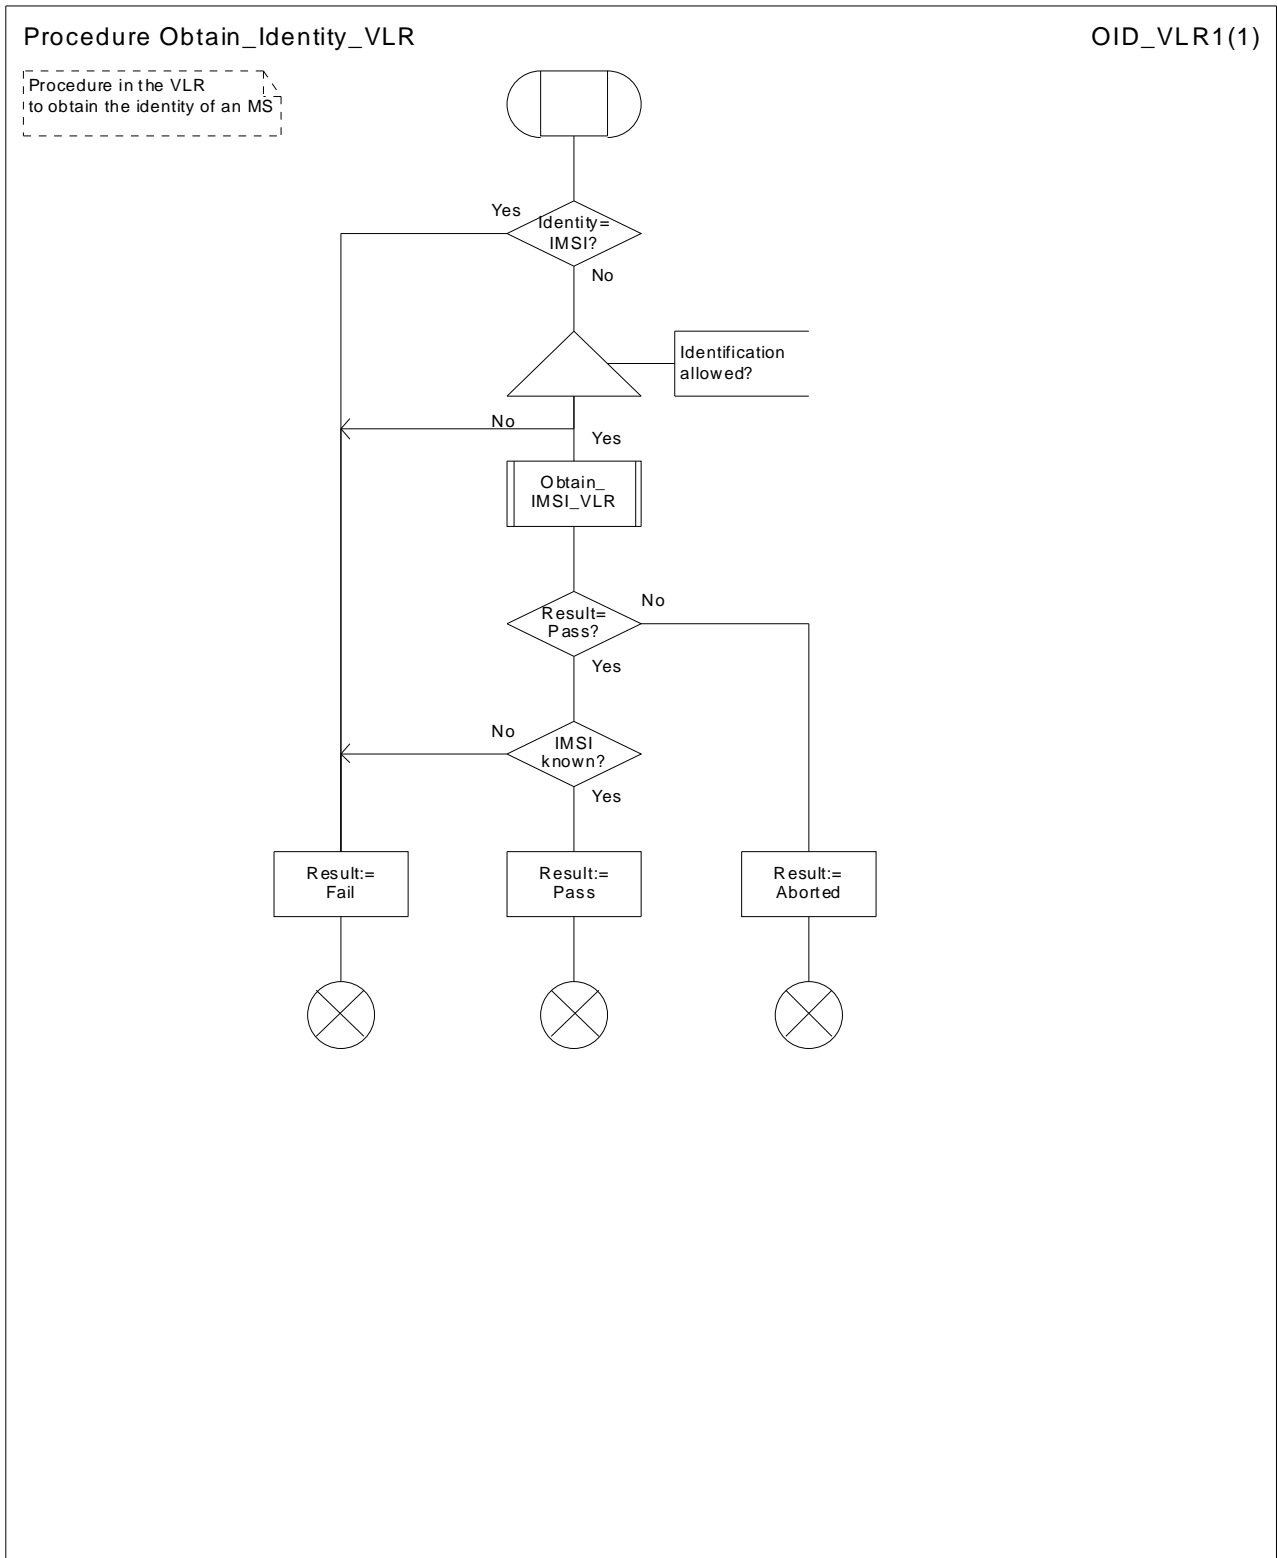 Procedure Obtain_Identity_VLR
OID_VLR1(1)
Procedure in the VLR
to obtain the identity of an MS
Yes
Identity=
IMSI?
No
Identification
allowed?
No
Yes
Obtain_
IMSI_VLR
No
Result=
Pass?
Yes
No
IMSI
known?
Yes
Result:=
Fail
Result:=
Pass
Result:=
Aborted